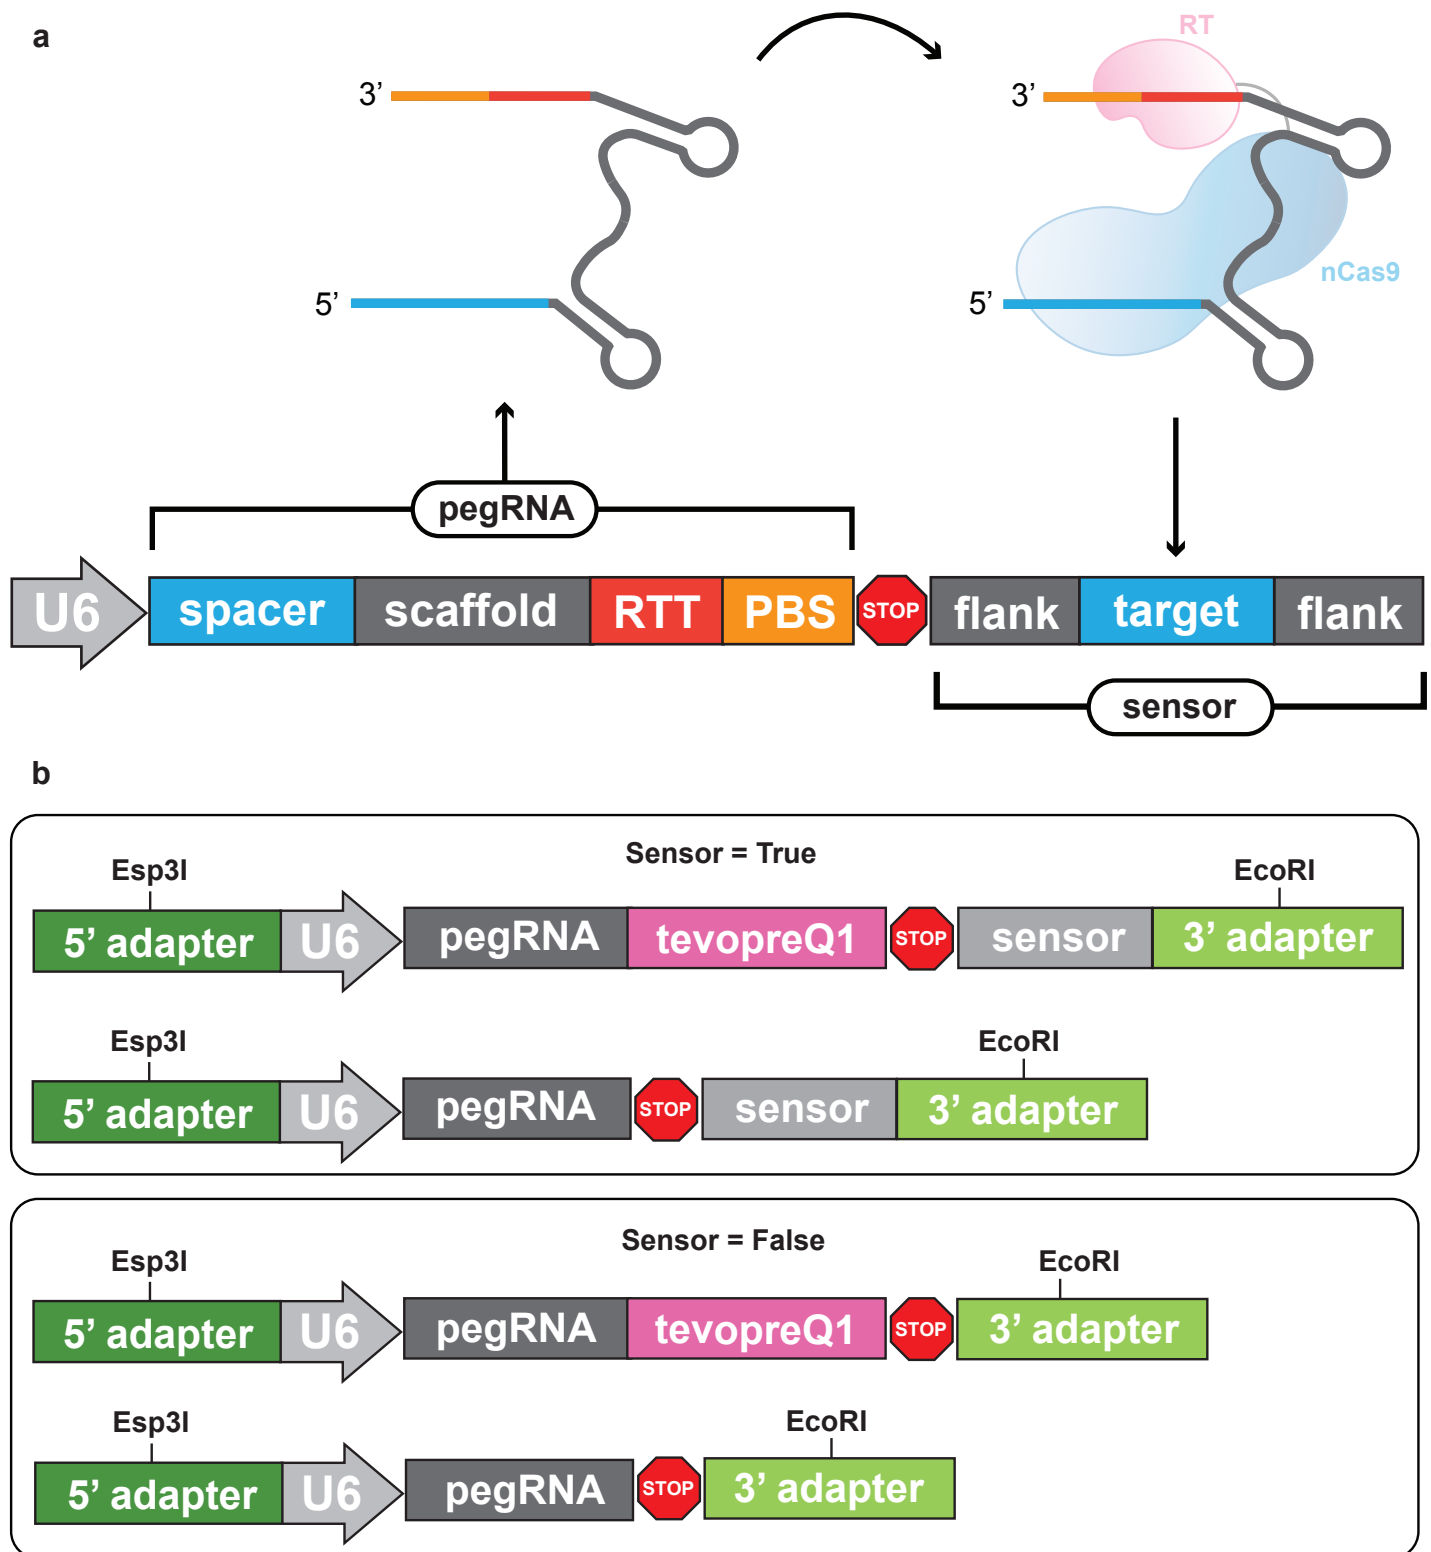 a
RT
3’
3’
nCas9
5’
5’
pegRNA
U6 spacer scaffold RTT PBS STOP flank target flank
sensor
b
Sensor = True
Esp3I EcoRI
5’ adapter U6 pegRNA tevopreQ1 STOP sensor 3’ adapter
Esp3I EcoRI
5’ adapter U6 pegRNA STOP sensor 3’ adapter
Sensor = False
Esp3I EcoRI
5’ adapter U6 pegRNA tevopreQ1 STOP 3’ adapter
Esp3I EcoRI
5’ adapter U6 pegRNA STOP 3’ adapter